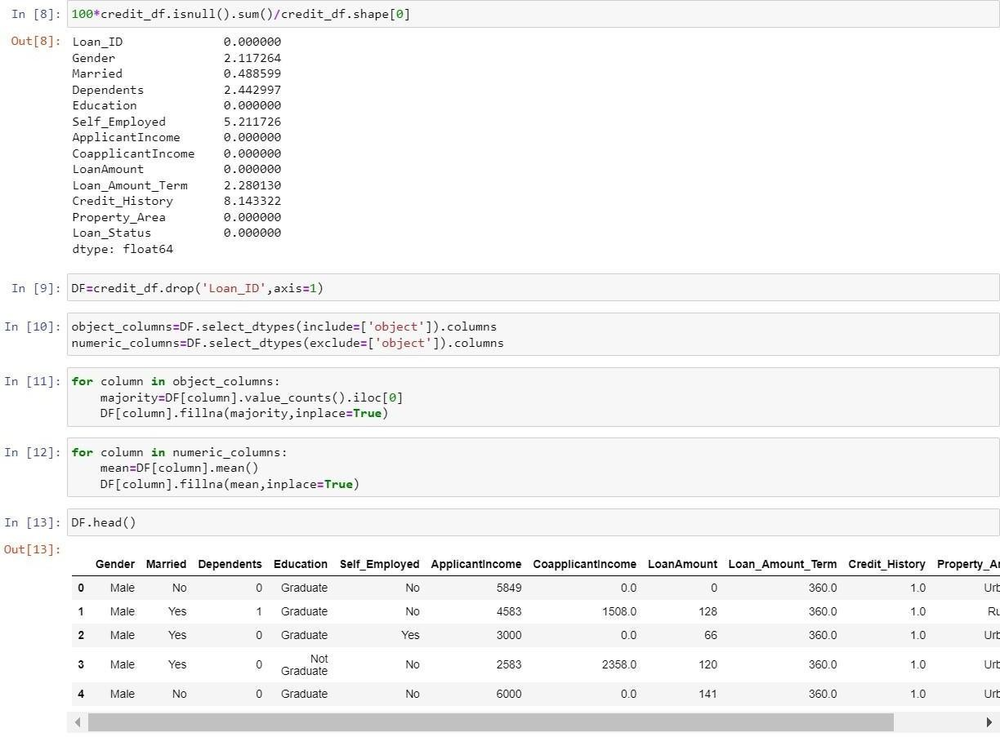 In [8]: 100*credit_df.isnull().sum()/credit_df.shape[0]
Out[8]: Loan_ID 0.000000
Gender 2.117264
Married 0.488599
Dependents 2.442997
Education 0.000000
Self_Employed 5.211726
ApplicantIncome 0.000000
CoapplicantIncome 0.000000
LoanAmount 0.000000
Loan_Amount_Term 2.280130
Credit_History 8.143322
Property_Area 0.000000
Loan_Status 0.000000
dtype: float64
In [9]: DF=credit_df.drop('Loan_ID',axis=1)
In [10]: object_columns=DF.select_dtypes(include=['object']).columns
numeric_columns=DF.select_dtypes(exclude=['object']).columns
In [11]: for column in object_columns:
majority=DF[column].value_counts().iloc[0]
DF[column].fillna(majority,inplace=True)
In [12]: for column in numeric_columns:
mean=DF[column].mean()
DF[column].fillna(mean,inplace=True)
In [13]: DF.head()
Out[13]:
Gender Married Dependents Education Self_Employed ApplicantIncome CoapplicantIncome LoanAmount Loan_Amount_Term Credit_History Property_Ar
0 Male No 0 Graduate No 5849 0.0 0 360.0 1.0 Urb
1 Male Yes 1 Graduate No 4583 1508.0 128 360.0 1.0 Ru
2 Male Yes 0 Graduate Yes 3000 0.0 66 360.0 1.0 Urb
3 Male Yes 0 Not Graduate No 2583 2358.0 120 360.0 1.0 Urb
4 Male No 0 Graduate No 6000 0.0 141 360.0 1.0 Urb